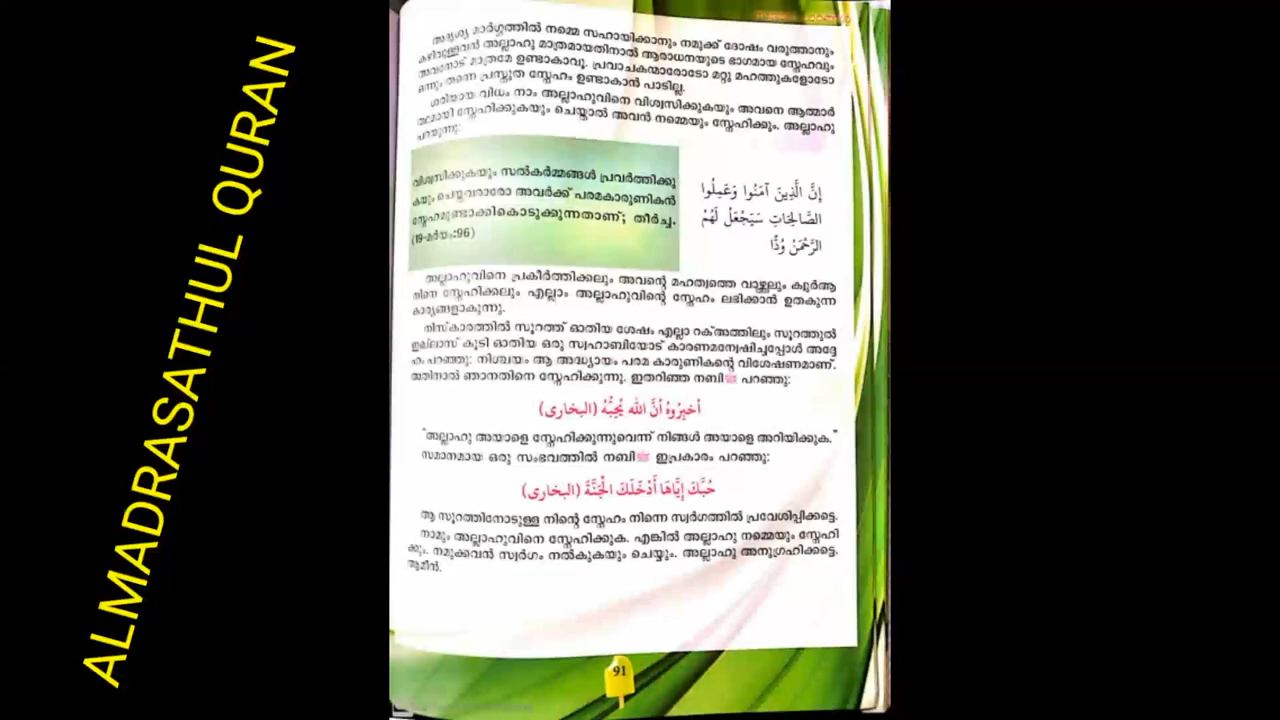 ALMADRASATHUL QURAN
അദൃശ്യ മാർഗ്ഗത്തിൽ നമ്മെ സഹായിക്കാനും നമുക്ക് ദോഷം വരുത്താനും
കഴിവുള്ളവൻ അല്ലാഹു മാത്രമായതിനാൽ ആരാധനയുടെ ഭാഗമായ സ്നേഹവും
അവനോട് മാത്രമേ ഉണ്ടാകാവൂ. പ്രവാചകന്മാരോടോ മറ്റു മഹത്തുകളോടോ
ഒന്നും തന്നെ പ്രസ്തുത സ്നേഹം ഉണ്ടാകാൻ പാടില്ല.
ശരിയായ വിധം നാം അല്ലാഹുവിനെ വിശ്വസിക്കുകയും അവനെ ആത്മാർ
ത്ഥമായി സ്നേഹിക്കുകയും ചെയ്താൽ അവൻ നമ്മെയും സ്നേഹിക്കും. അല്ലാഹു
പറയുന്നു:
വിശ്വസിക്കുകയും സൽകർമ്മങ്ങൾ പ്രവർത്തിക്കു
കയും ചെയ്തവരാരോ അവർക്ക് പരമകാരുണികൻ
സ്നേഹമുണ്ടാക്കികൊടുക്കുന്നതാണ്; തീർച്ച.
(19-മർയം:96)
إِنَّ الَّذِينَ آمَنُوا وَعَمِلُوا
الصَّالِحَاتِ سَيَجْعَلُ لَهُمُ
الرَّحْمَٰنُ وُدًّا
അല്ലാഹുവിനെ പ്രകീർത്തിക്കലും അവന്റെ മഹത്വത്തെ വാഴ്ത്തലും ക്വുർആ
നിനെ സ്നേഹിക്കലും എല്ലാം അല്ലാഹുവിന്റെ സ്നേഹം ലഭിക്കാൻ ഉതകുന്ന
കാര്യങ്ങളാകുന്നു.
നിസ്കാരത്തിൽ സൂറത്ത് ഓതിയ ശേഷം എല്ലാ റക്അത്തിലും സൂറത്തുൽ
ഇഖ്ലാസ് കൂടി ഓതിയ ഒരു സ്വഹാബിയോട് കാരണമന്വേഷിച്ചപ്പോൾ അദ്ദേ
ഹം പറഞ്ഞു: നിശ്ചയം ആ അദ്ധ്യായം പരമ കാരുണികന്റെ വിശേഷണമാണ്.
അതിനാൽ ഞാനതിനെ സ്നേഹിക്കുന്നു. ഇതറിഞ്ഞ നബി ﷺ പറഞ്ഞു:
أَخْبِرُوهُ أَنَّ الله يُحِبُّهُ (البخارى)
"അല്ലാഹു അയാളെ സ്നേഹിക്കുന്നുവെന്ന് നിങ്ങൾ അയാളെ അറിയിക്കുക."
സമാനമായ ഒരു സംഭവത്തിൽ നബി ﷺ ഇപ്രകാരം പറഞ്ഞു:
حُبُّكَ إِيَّاهَا أَدْخَلَكَ الْجَنَّةَ (البخارى)
ആ സൂറത്തിനോടുള്ള നിന്റെ സ്നേഹം നിന്നെ സ്വർഗത്തിൽ പ്രവേശിപ്പിക്കട്ടെ.
നാമും അല്ലാഹുവിനെ സ്നേഹിക്കുക. എങ്കിൽ അല്ലാഹു നമ്മെയും സ്നേഹി
ക്കും. നമുക്കവൻ സ്വർഗം നൽകുകയും ചെയ്യും. അല്ലാഹു അനുഗ്രഹിക്കട്ടെ.
ആമീൻ.
91